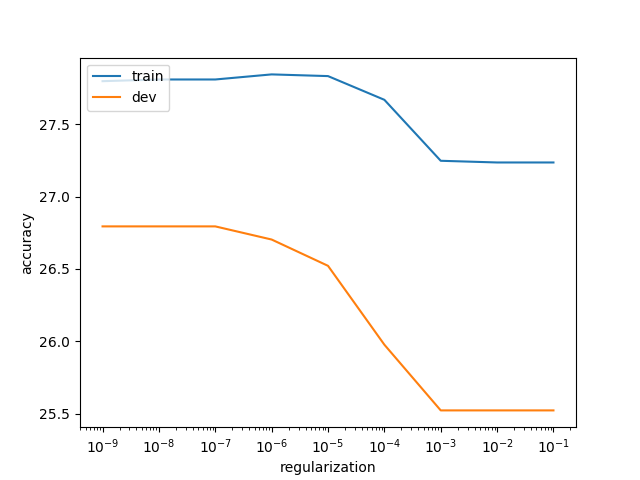 train
dev
27.5
27.0
26.5
26.0
25.5
accuracy
10⁻⁹ 10⁻⁸ 10⁻⁷ 10⁻⁶ 10⁻⁵ 10⁻⁴ 10⁻³ 10⁻² 10⁻¹
regularization